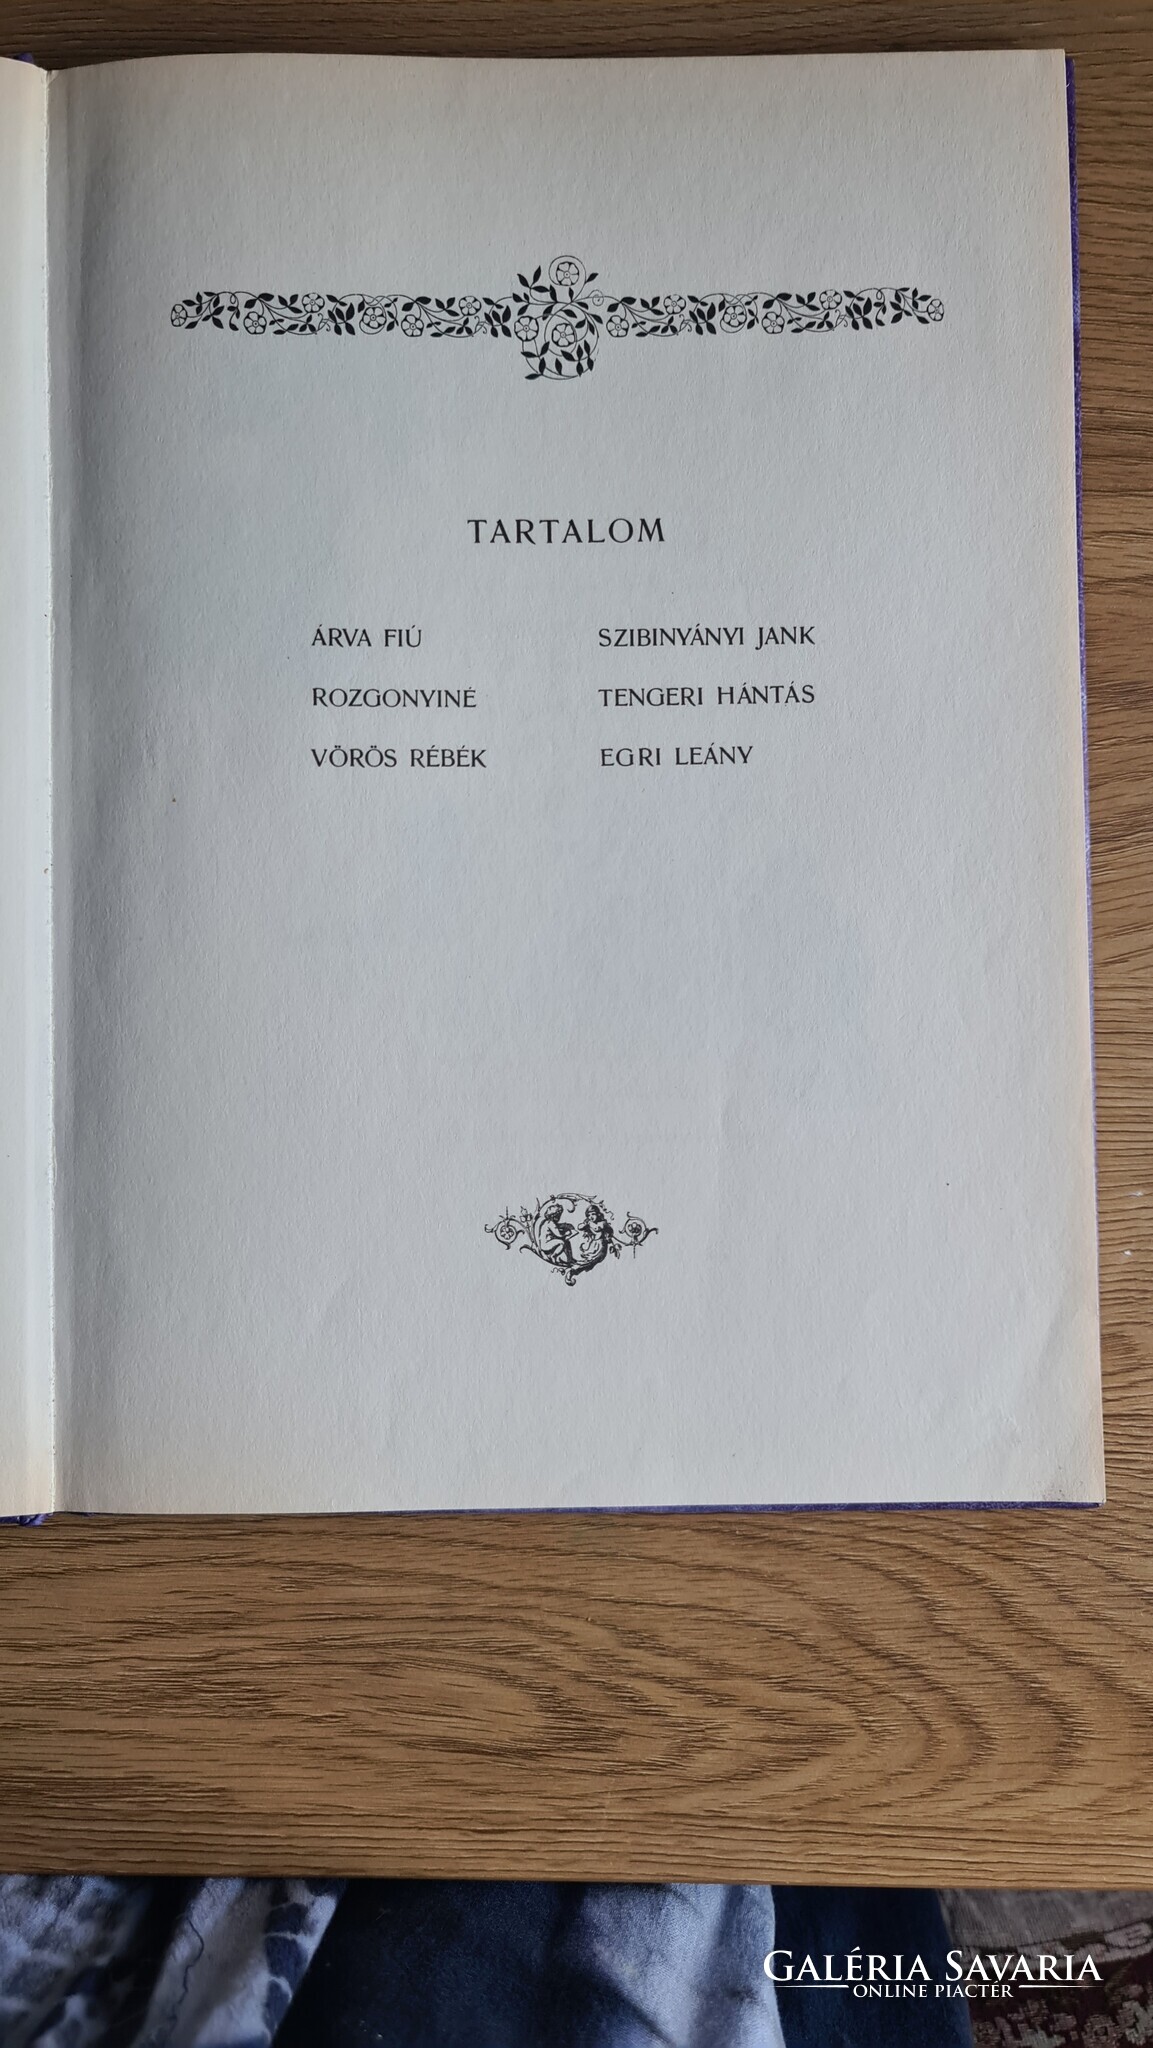 TARTALOM
ÁRVA FIÚ
ROZGONYINÉ
VÖRÖS RÉBÉK
SZIBINYÁNYI JANK
TENGERI HÁNTÁS
EGRI LEÁNY
GALÉRIA SAVARIA
ONLINE PIACTÉR